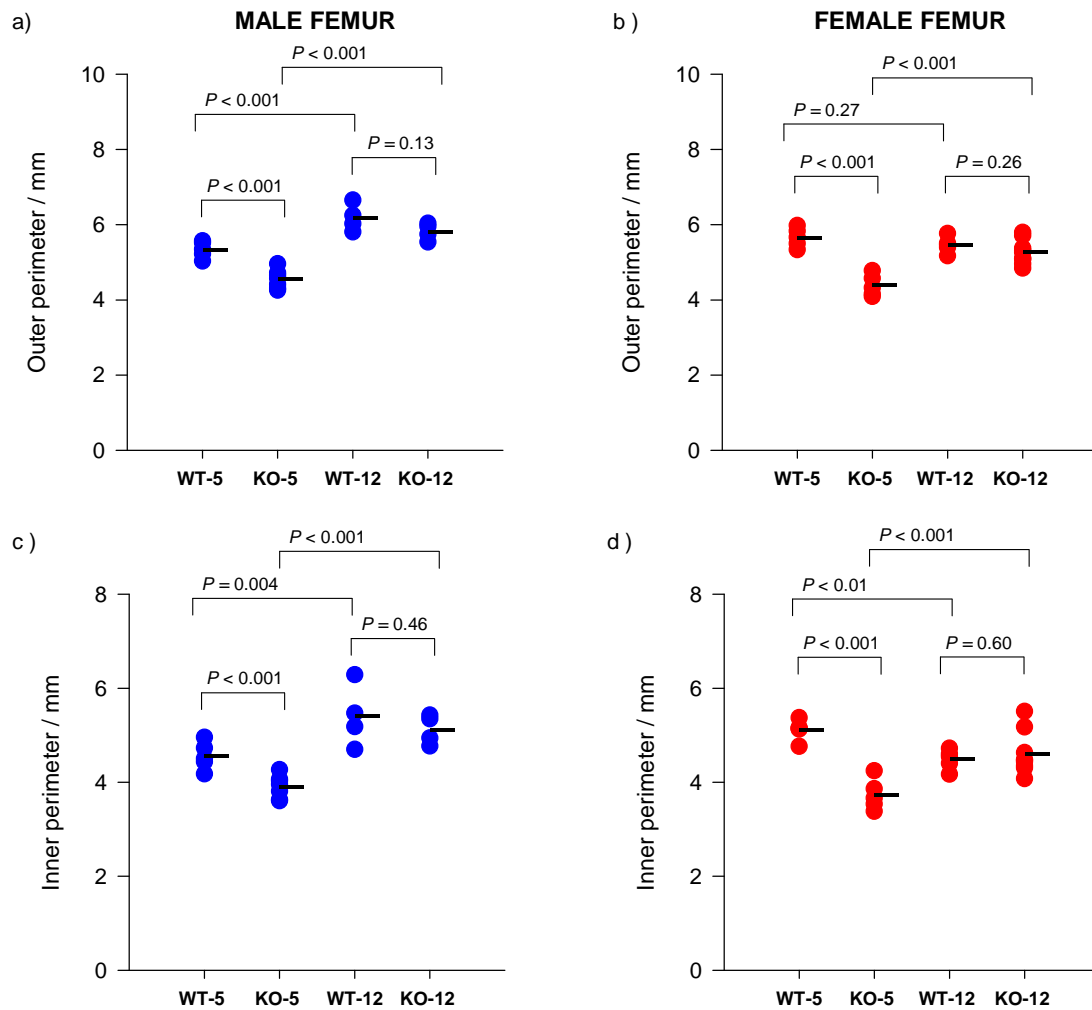 a)
MALE FEMUR
P < 0.001
P < 0.001
P = 0.13
P < 0.001
Outer perimeter / mm
10
8
6
4
2
0
WT-5 KO-5 WT-12 KO-12
b )
FEMALE FEMUR
P < 0.001
P = 0.27
P < 0.001
P = 0.26
Outer perimeter / mm
10
8
6
4
2
0
WT-5 KO-5 WT-12 KO-12
c )
P < 0.001
P = 0.004
P = 0.46
P < 0.001
Inner perimeter / mm
8
6
4
2
0
WT-5 KO-5 WT-12 KO-12
d )
P < 0.001
P < 0.01
P < 0.001
P = 0.60
Inner perimeter / mm
8
6
4
2
0
WT-5 KO-5 WT-12 KO-12